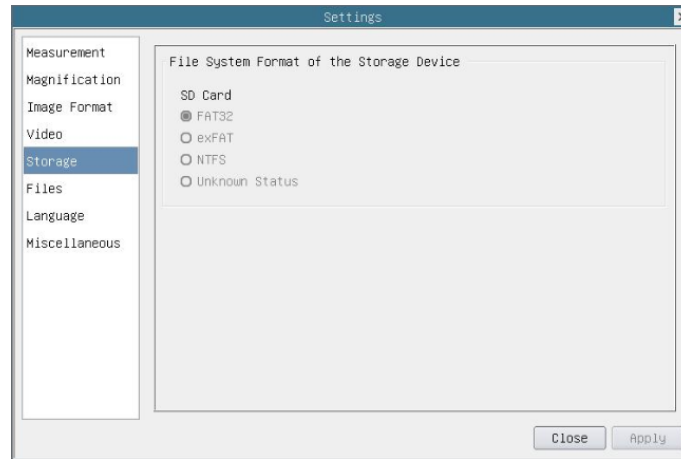 Settings
Measurement
Magnification
Image Format
Video
Storage
Files
Language
Miscellaneous
File System Format of the Storage Device
SD Card
FAT32
exFAT
NTFS
Unknown Status
Close
Apply